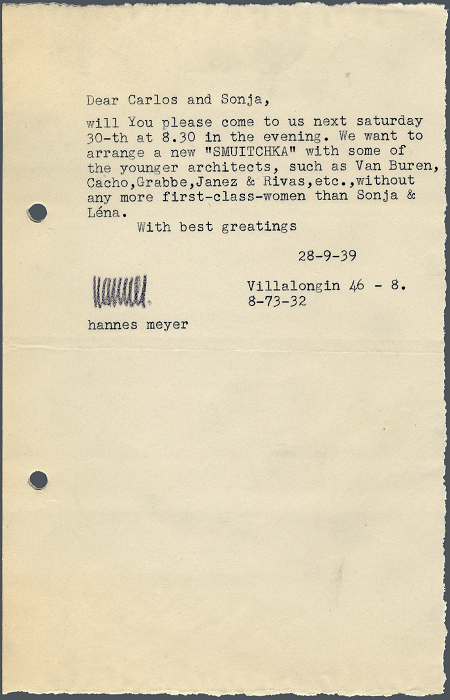 Dear Carlos and Sonja,
will You please come to us next saturday
30-th at 8.30 in the evening. We want to
arrange a new "SMUITCHKA" with some of
the younger architects, such as Van Buren,
Cacho,Grabbe,Janez & Rivas,etc.,without
any more first-class-women than Sonja &
Léna.
With best greatings
28-9-39
Villalongin 46 - 8.
8-73-32
hannes meyer